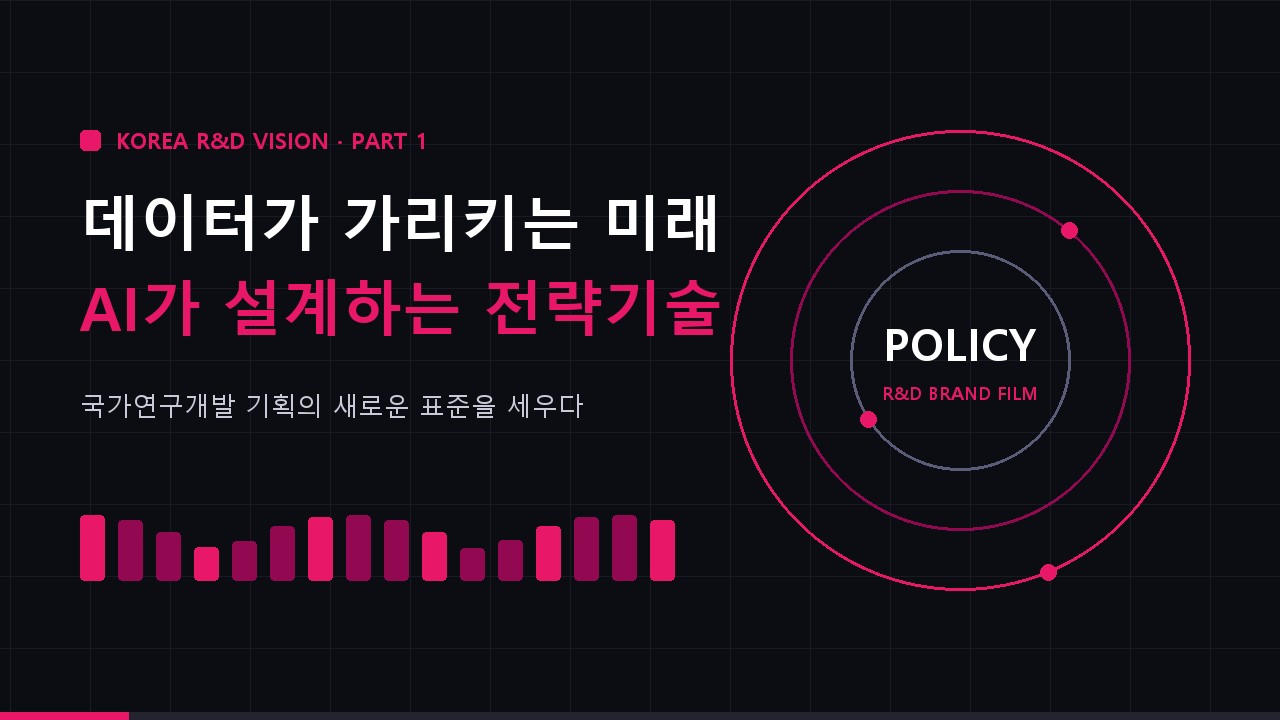 KOREA R&D VISION · PART 1
데이터가 가리키는 미래
AI가 설계하는 전략기술
국가연구개발 기획의 새로운 표준을 세우다
POLICY
R&D BRAND FILM